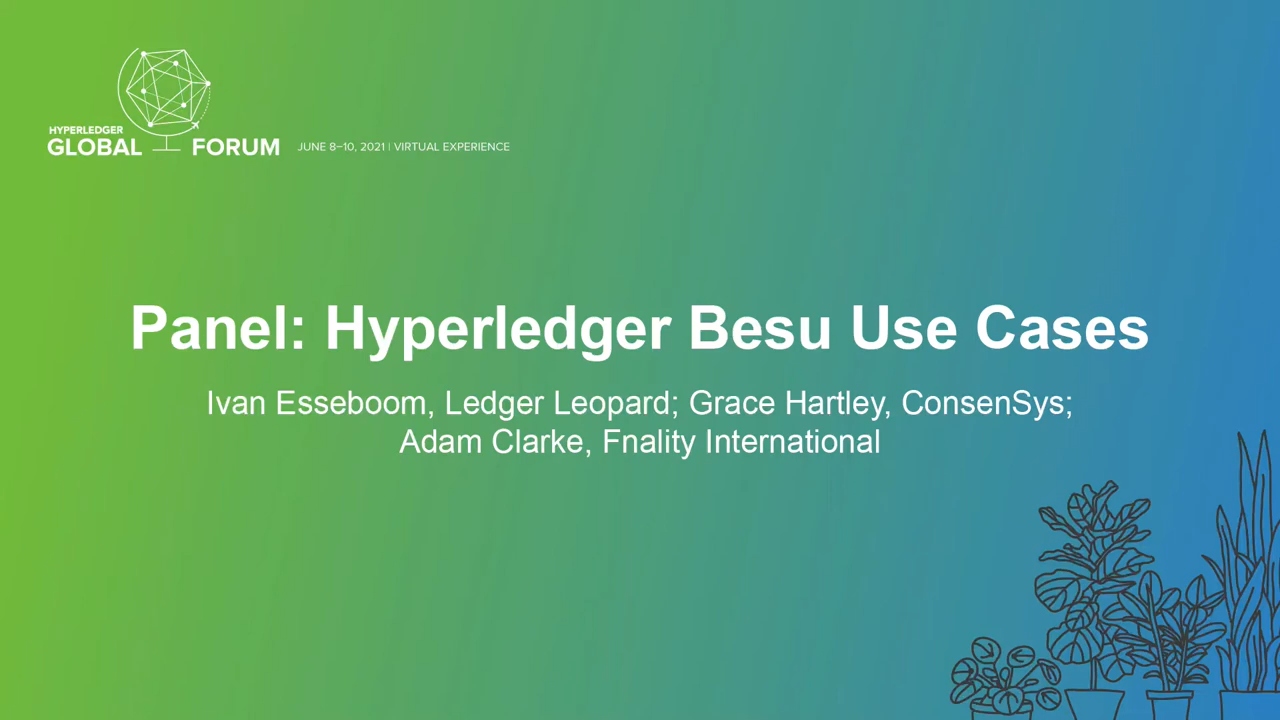 HYPERLEDGER
GLOBAL FORUM
JUNE 8–10, 2021 | VIRTUAL EXPERIENCE
Panel: Hyperledger Besu Use Cases
Ivan Esseboom, Ledger Leopard; Grace Hartley, ConsenSys;
Adam Clarke, Fnality International